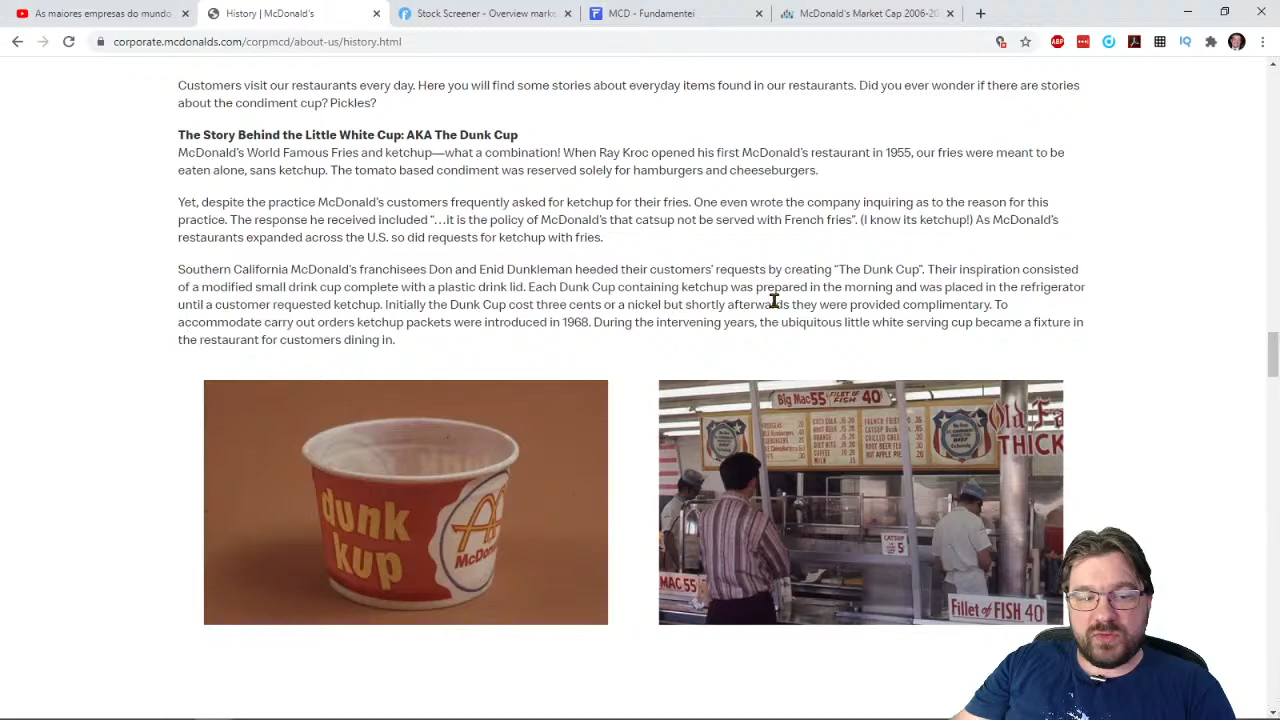 As maiores empresas do mundo
History | McDonald's
Stock Screener - Overview mark
MCD - Fundamentei
McDonald's Market Cap 2006-20
corporate.mcdonalds.com/corpmcd/about-us/history.html
ABP
IQ
Customers visit our restaurants every day. Here you will find some stories about everyday items found in our restaurants. Did you ever wonder if there are stories
about the condiment cup? Pickles?
The Story Behind the Little White Cup: AKA The Dunk Cup
McDonald's World Famous Fries and ketchup—what a combination! When Ray Kroc opened his first McDonald's restaurant in 1955, our fries were meant to be
eaten alone, sans ketchup. The tomato based condiment was reserved solely for hamburgers and cheeseburgers.
Yet, despite the practice McDonald's customers frequently asked for ketchup for their fries. One even wrote the company inquiring as to the reason for this
practice. The response he received included “…it is the policy of McDonald's that catsup not be served with French fries”. (I know its ketchup!) As McDonald's
restaurants expanded across the U.S. so did requests for ketchup with fries.
Southern California McDonald's franchisees Don and Enid Dunkleman heeded their customers' requests by creating “The Dunk Cup”. Their inspiration consisted
of a modified small drink cup complete with a plastic drink lid. Each Dunk Cup containing ketchup was prepared in the morning and was placed in the refrigerator
until a customer requested ketchup. Initially the Dunk Cup cost three cents or a nickel but shortly afterwards they were provided complimentary. To
accommodate carry out orders ketchup packets were introduced in 1968. During the intervening years, the ubiquitous little white serving cup became a fixture in
the restaurant for customers dining in.
dunk
kup
McDon
Big Mac 55
FILET OF FISH 40
Old Fa
THICK
CATSUP
5
MAC 55
Fillet of FISH 40